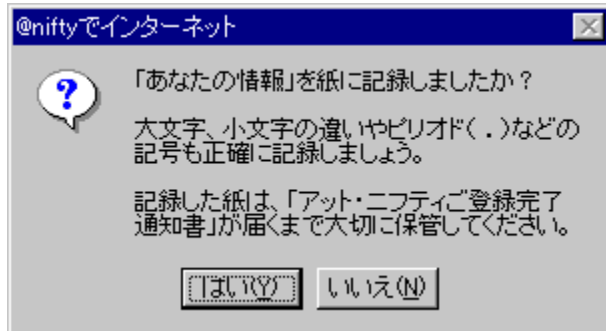 @niftyでインターネット
?
「あなたの情報」を紙に記録しましたか？
大文字、小文字の違いやピリオド( . )などの
記号も正確に記録しましょう。
記録した紙は、「アット・ニフティご登録完了
通知書」が届くまで大切に保管してください。
はい(Y) いいえ(N)